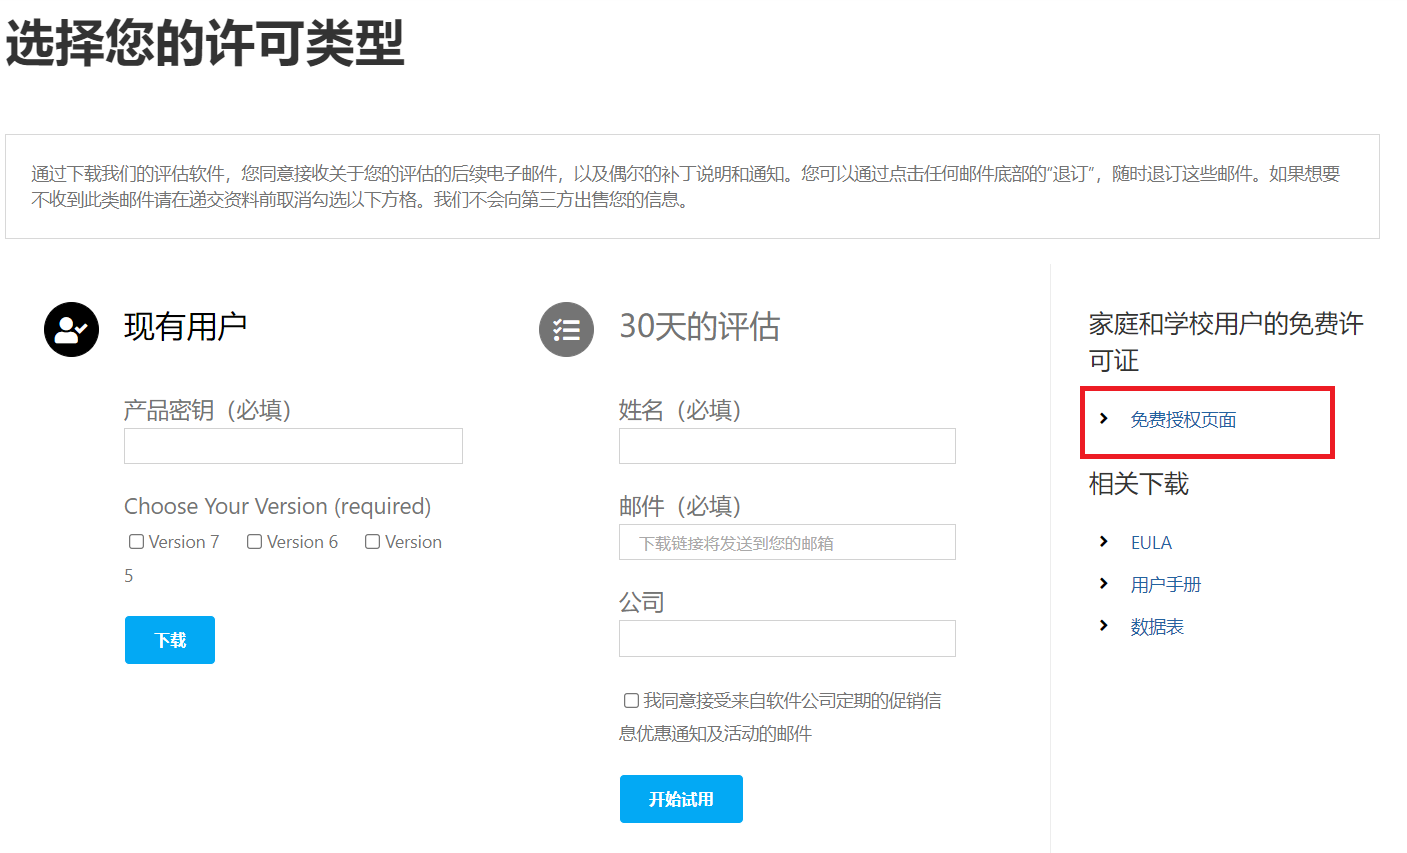 选择您的许可类型
通过下载我们的评估软件，您同意接收关于您的评估的后续电子邮件，以及偶尔的补丁说明和通知。您可以通过点击任何邮件底部的“退订”，随时退订这些邮件。如果想要
不收到此类邮件请在递交资料前取消勾选以下方格。我们不会向第三方出售您的信息。
现有用户
产品密钥（必填）
Choose Your Version (required)
Version 7 Version 6 Version
5
下载
30天的评估
姓名（必填）
邮件（必填）
下载链接将发送到您的邮箱
公司
我同意接受来自软件公司定期的促销信
息优惠通知及活动的邮件
开始试用
家庭和学校用户的免费许
可证
免费授权页面
相关下载
EULA
用户手册
数据表